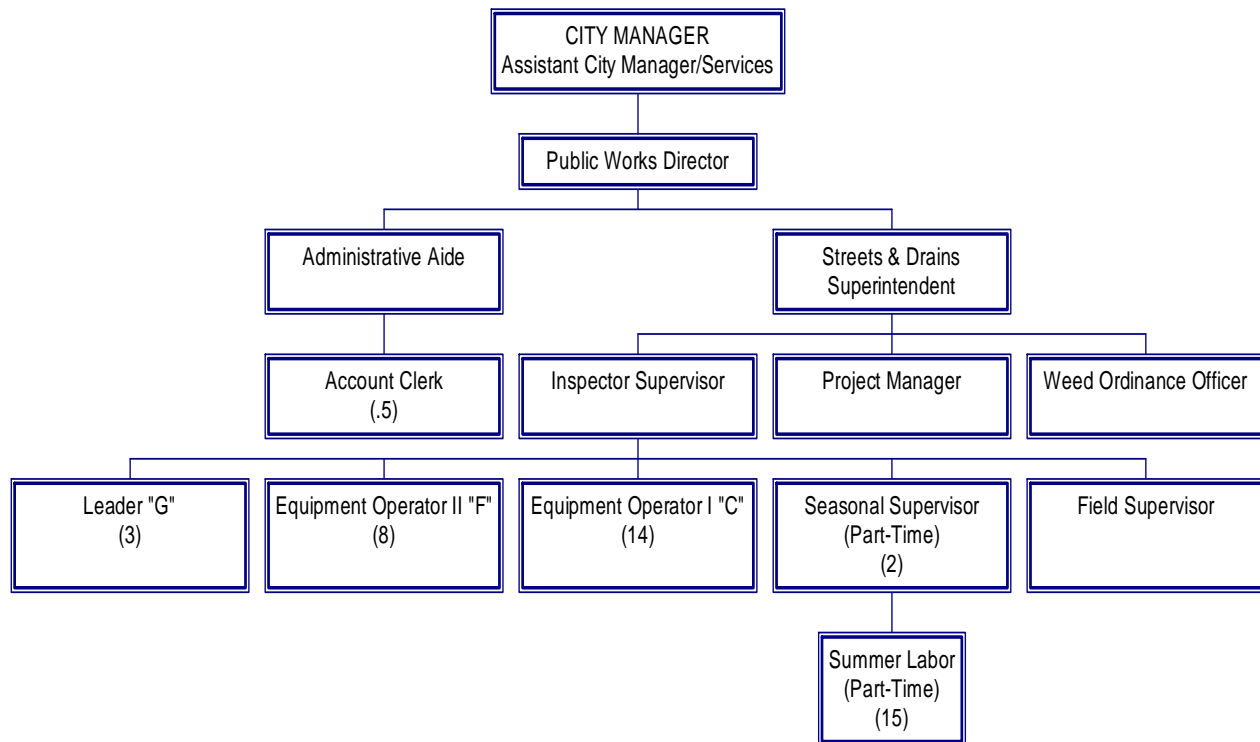 CITY MANAGER
Assistant City Manager/Services
Public Works Director
Administrative Aide
Streets & Drains
Superintendent
Account Clerk
(.5)
Inspector Supervisor
Project Manager
Weed Ordinance Officer
Leader "G"
(3)
Equipment Operator II "F"
(8)
Equipment Operator I "C"
(14)
Seasonal Supervisor
(Part-Time)
(2)
Field Supervisor
Summer Labor
(Part-Time)
(15)